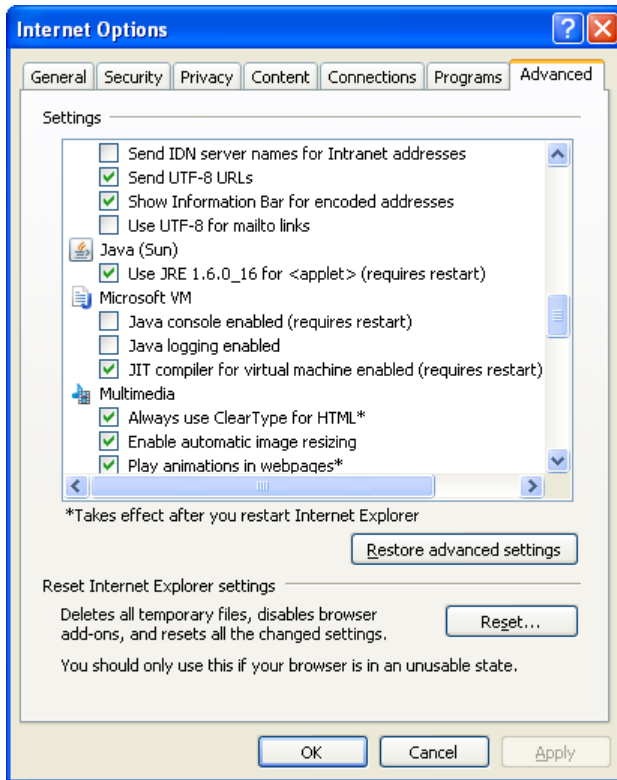 Internet Options
General Security Privacy Content Connections Programs Advanced
Settings
Send IDN server names for Intranet addresses
Send UTF-8 URLs
Show Information Bar for encoded addresses
Use UTF-8 for mailto links
Java (Sun)
Use JRE 1.6.0_16 for <applet> (requires restart)
Microsoft VM
Java console enabled (requires restart)
Java logging enabled
JIT compiler for virtual machine enabled (requires restart)
Multimedia
Always use ClearType for HTML*
Enable automatic image resizing
Play animations in webpages*
*Takes effect after you restart Internet Explorer
Restore advanced settings
Reset Internet Explorer settings
Deletes all temporary files, disables browser
add-ons, and resets all the changed settings.
Reset...
You should only use this if your browser is in an unusable state.
OK Cancel Apply